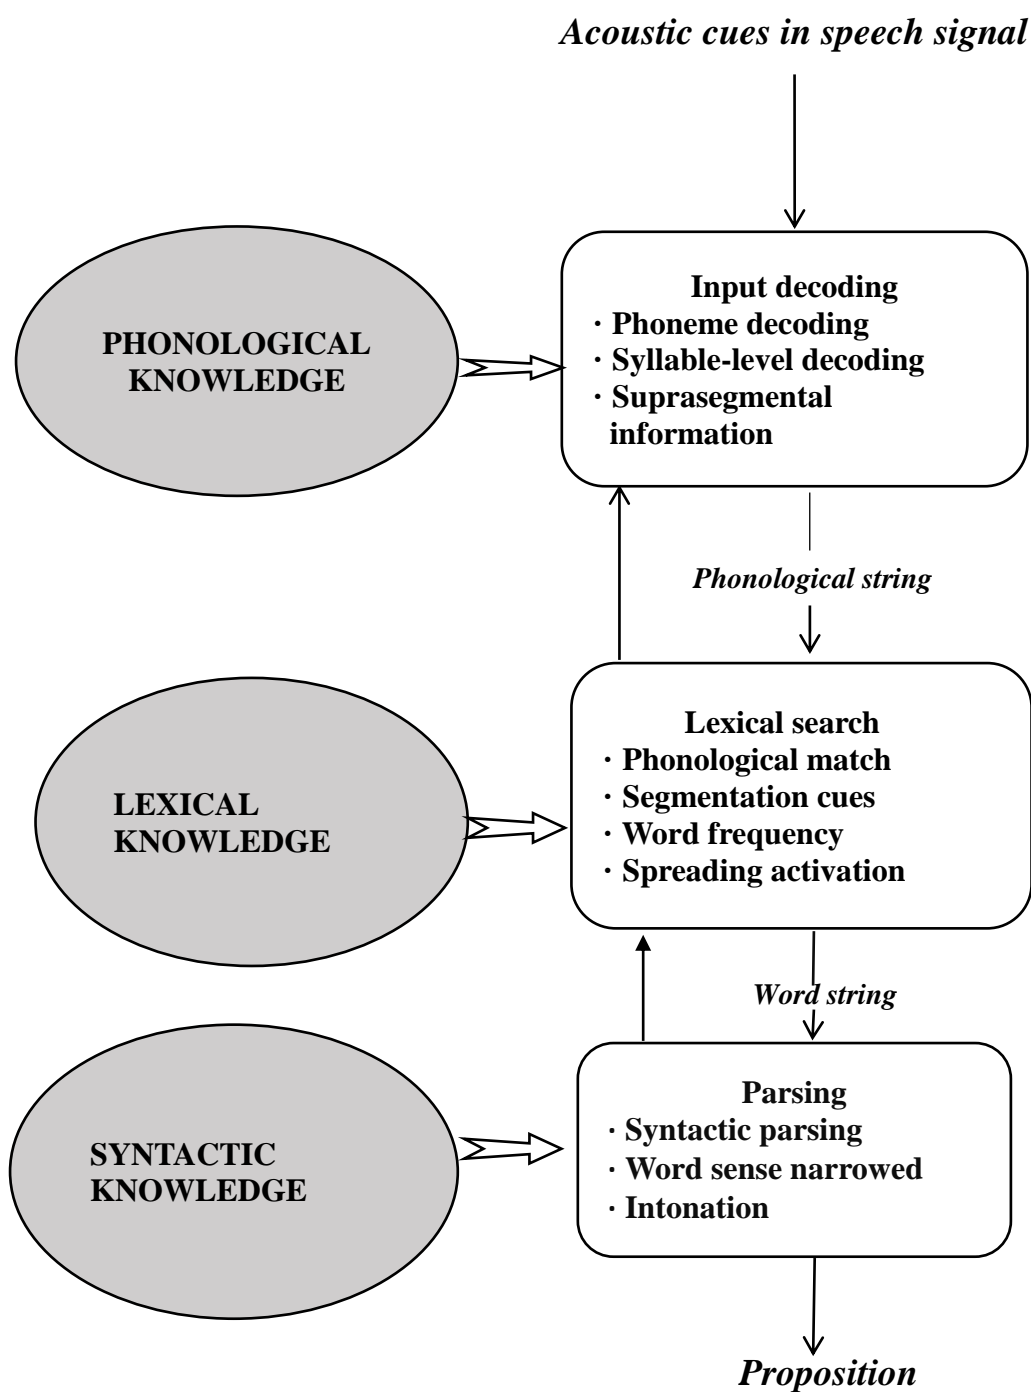 Acoustic cues in speech signal
PHONOLOGICAL
KNOWLEDGE
Input decoding
· Phoneme decoding
· Syllable-level decoding
· Suprasegmental
information
Phonological string
LEXICAL
KNOWLEDGE
Lexical search
· Phonological match
· Segmentation cues
· Word frequency
· Spreading activation
Word string
SYNTACTIC
KNOWLEDGE
Parsing
· Syntactic parsing
· Word sense narrowed
· Intonation
Proposition